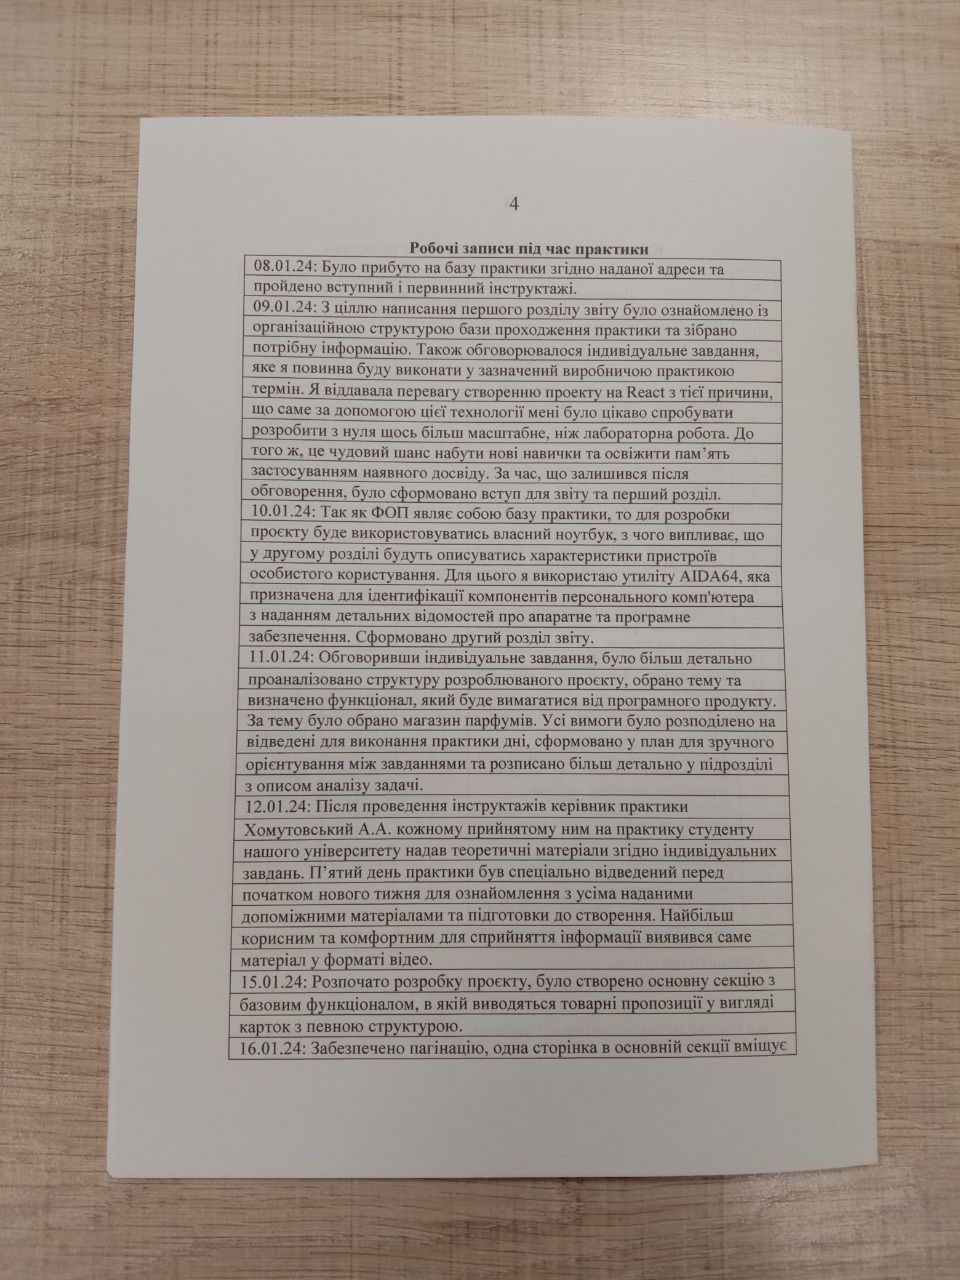 4
Робочі записи під час практики
08.01.24: Було прибуто на базу практики згідно наданої адреси та
пройдено вступний і первинний інструктажі.
09.01.24: З ціллю написання першого розділу звіту було ознайомлено із
організаційною структурою бази проходження практики та зібрано
потрібну інформацію. Також обговорювалося індивідуальне завдання,
яке я повинна буду виконати у зазначений виробничою практикою
термін. Я віддавала перевагу створенню проекту на React з тієї причини,
що саме за допомогою цієї технології мені було цікаво спробувати
розробити з нуля щось більш масштабне, ніж лабораторна робота. До
того ж, це чудовий шанс набути нові навички та освіжити пам’ять
застосуванням наявного досвіду. За час, що залишився після
обговорення, було сформовано вступ для звіту та перший розділ.
10.01.24: Так як ФОП являє собою базу практики, то для розробки
проєкту буде використовуватись власний ноутбук, з чого випливає, що
у другому розділі будуть описуватись характеристики пристроїв
особистого користування. Для цього я використаю утиліту AIDA64, яка
призначена для ідентифікації компонентів персонального комп'ютера
з наданням детальних відомостей про апаратне та програмне
забезпечення. Сформовано другий розділ звіту.
11.01.24: Обговоривши індивідуальне завдання, було більш детально
проаналізовано структуру розроблюваного проєкту, обрано тему та
визначено функціонал, який буде вимагатися від програмного продукту.
За тему було обрано магазин парфумів. Усі вимоги було розподілено на
відведені для виконання практики дні, сформовано у план для зручного
орієнтування між завданнями та розписано більш детально у підрозділі
з описом аналізу задачі.
12.01.24: Після проведення інструктажів керівник практики
Хомутовський А.А. кожному прийнятому ним на практику студенту
нашого університету надав теоретичні матеріали згідно індивідуальних
завдань. П’ятий день практики був спеціально відведений перед
початком нового тижня для ознайомлення з усіма наданими
допоміжними матеріалами та підготовки до створення. Найбільш
корисним та комфортним для сприйняття інформації виявився саме
матеріал у форматі відео.
15.01.24: Розпочато розробку проєкту, було створено основну секцію з
базовим функціоналом, в якій виводяться товарні пропозиції у вигляді
карток з певною структурою.
16.01.24: Забезпечено пагінацію, одна сторінка в основній секції вміщує